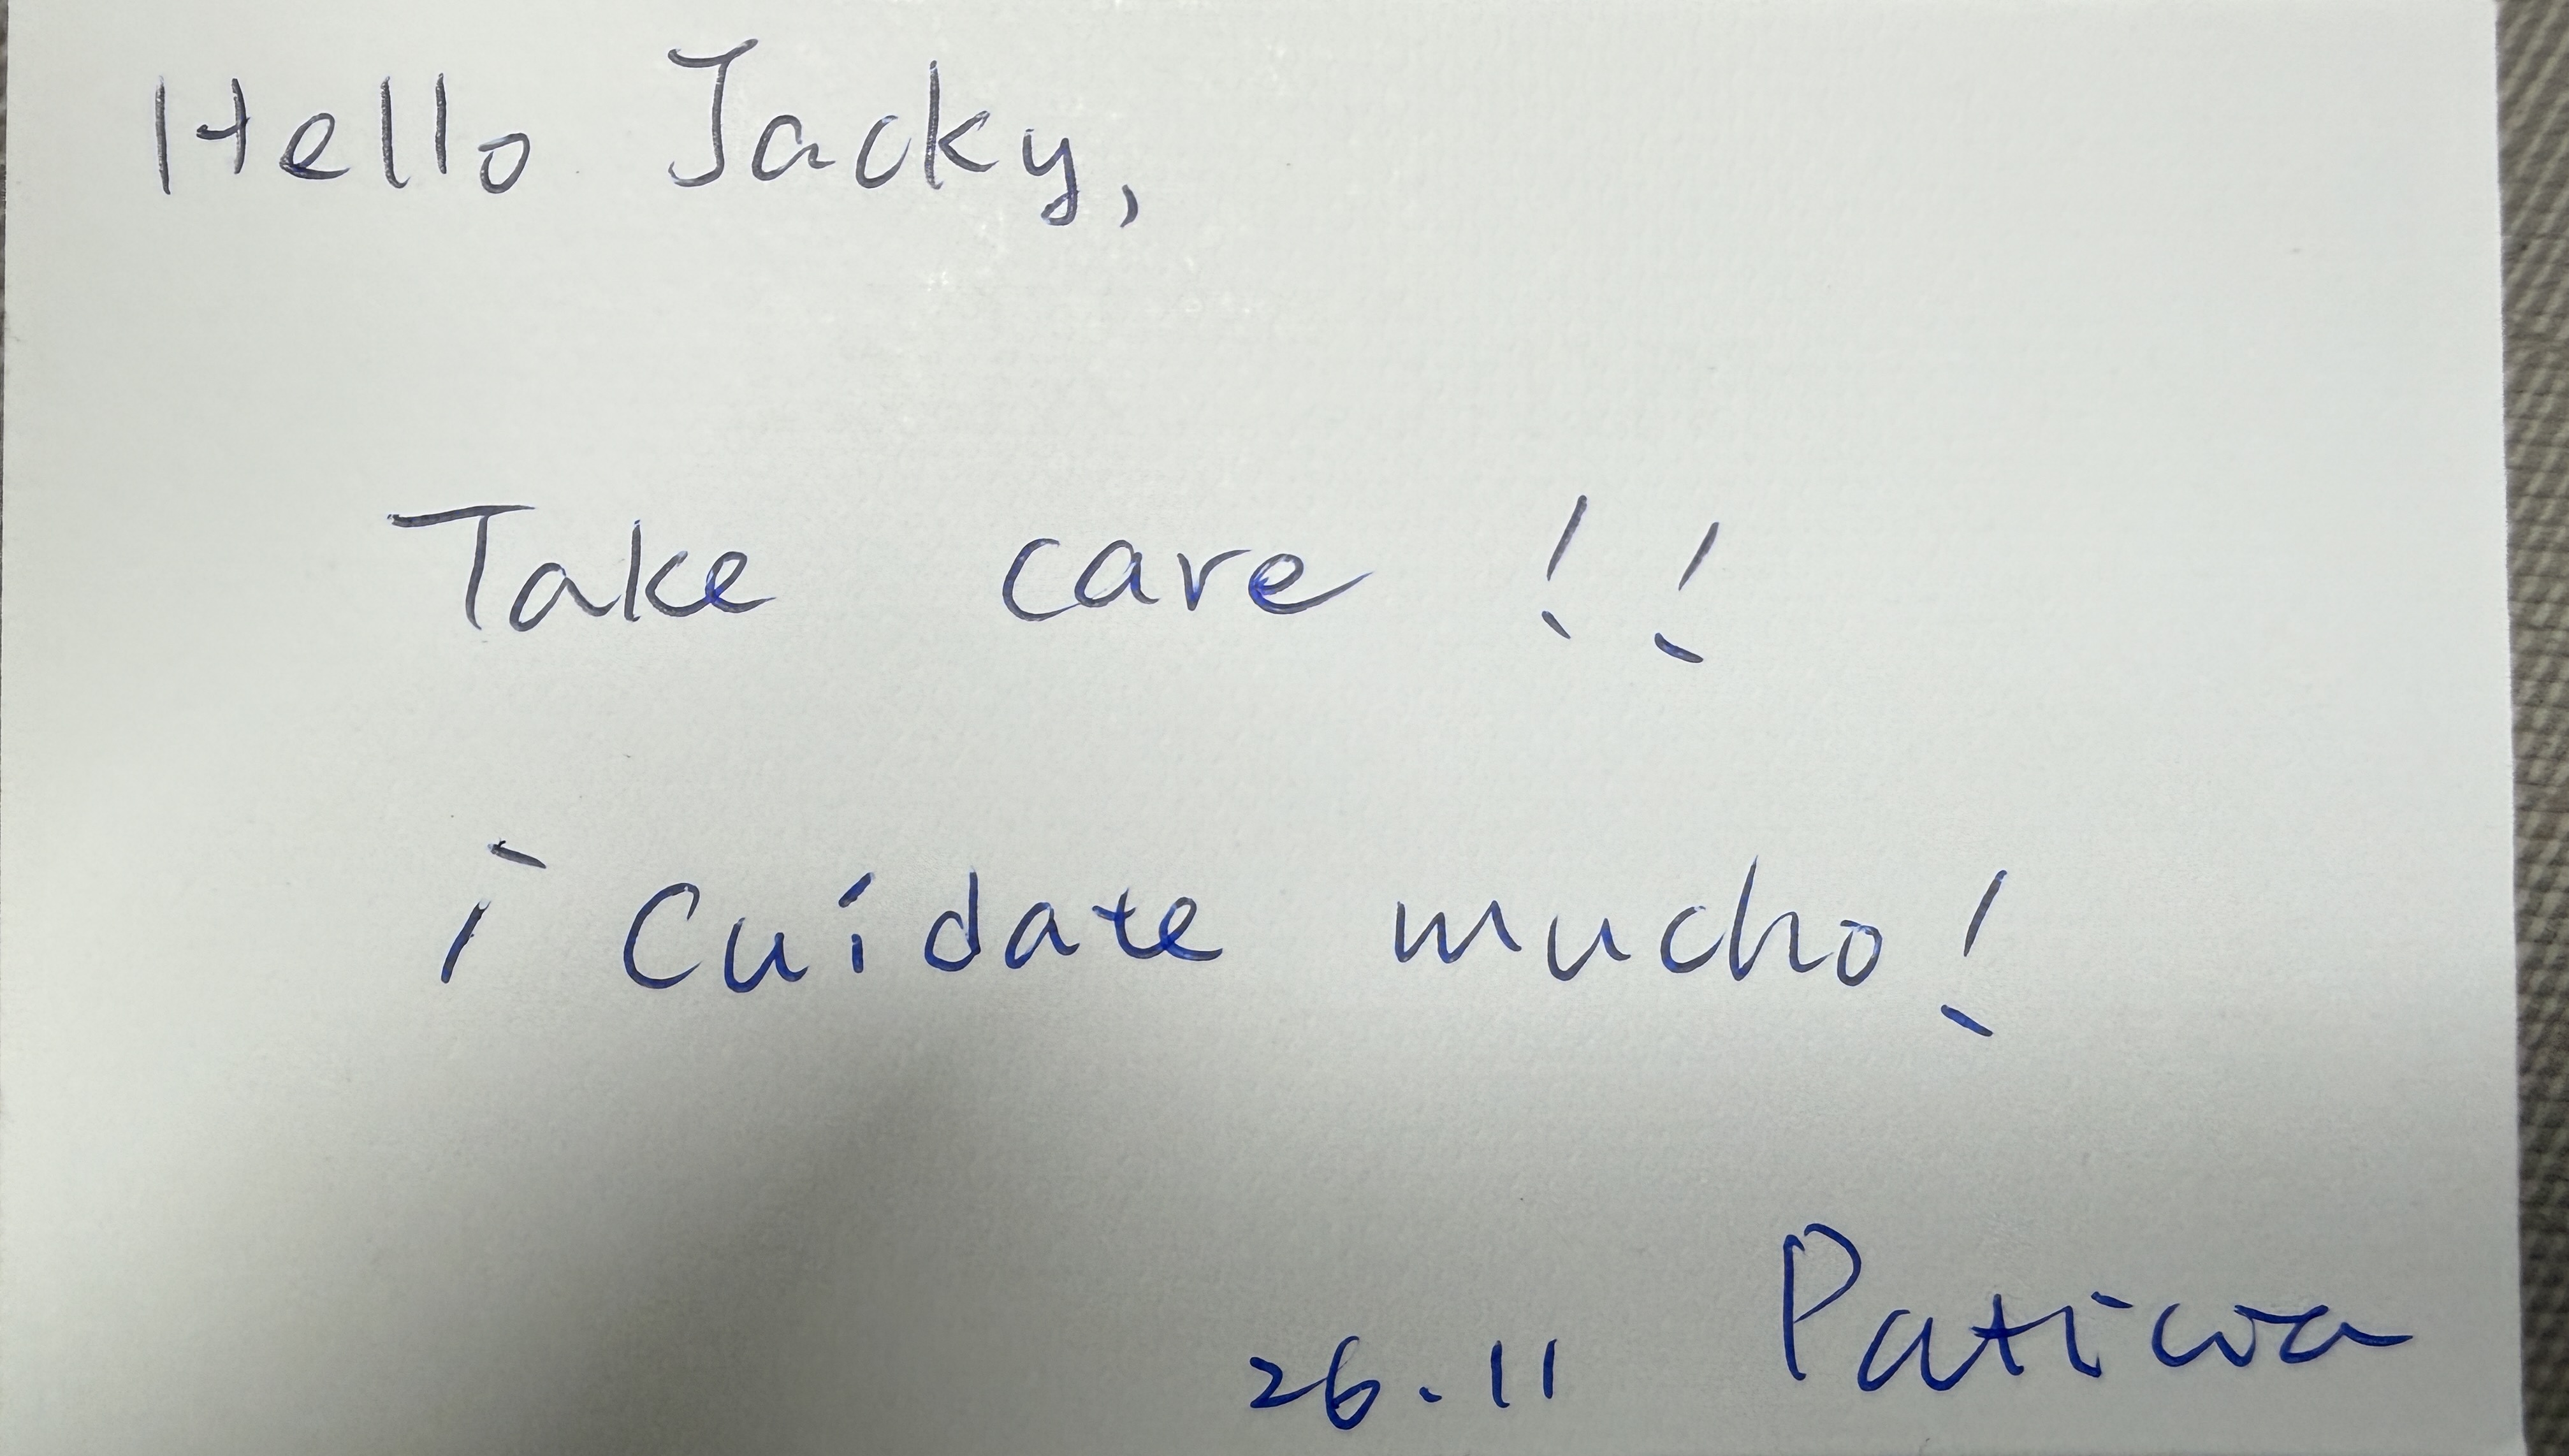 Hello Jacky,
Take care !!
¡Cuídate mucho!
26.11 Patricia